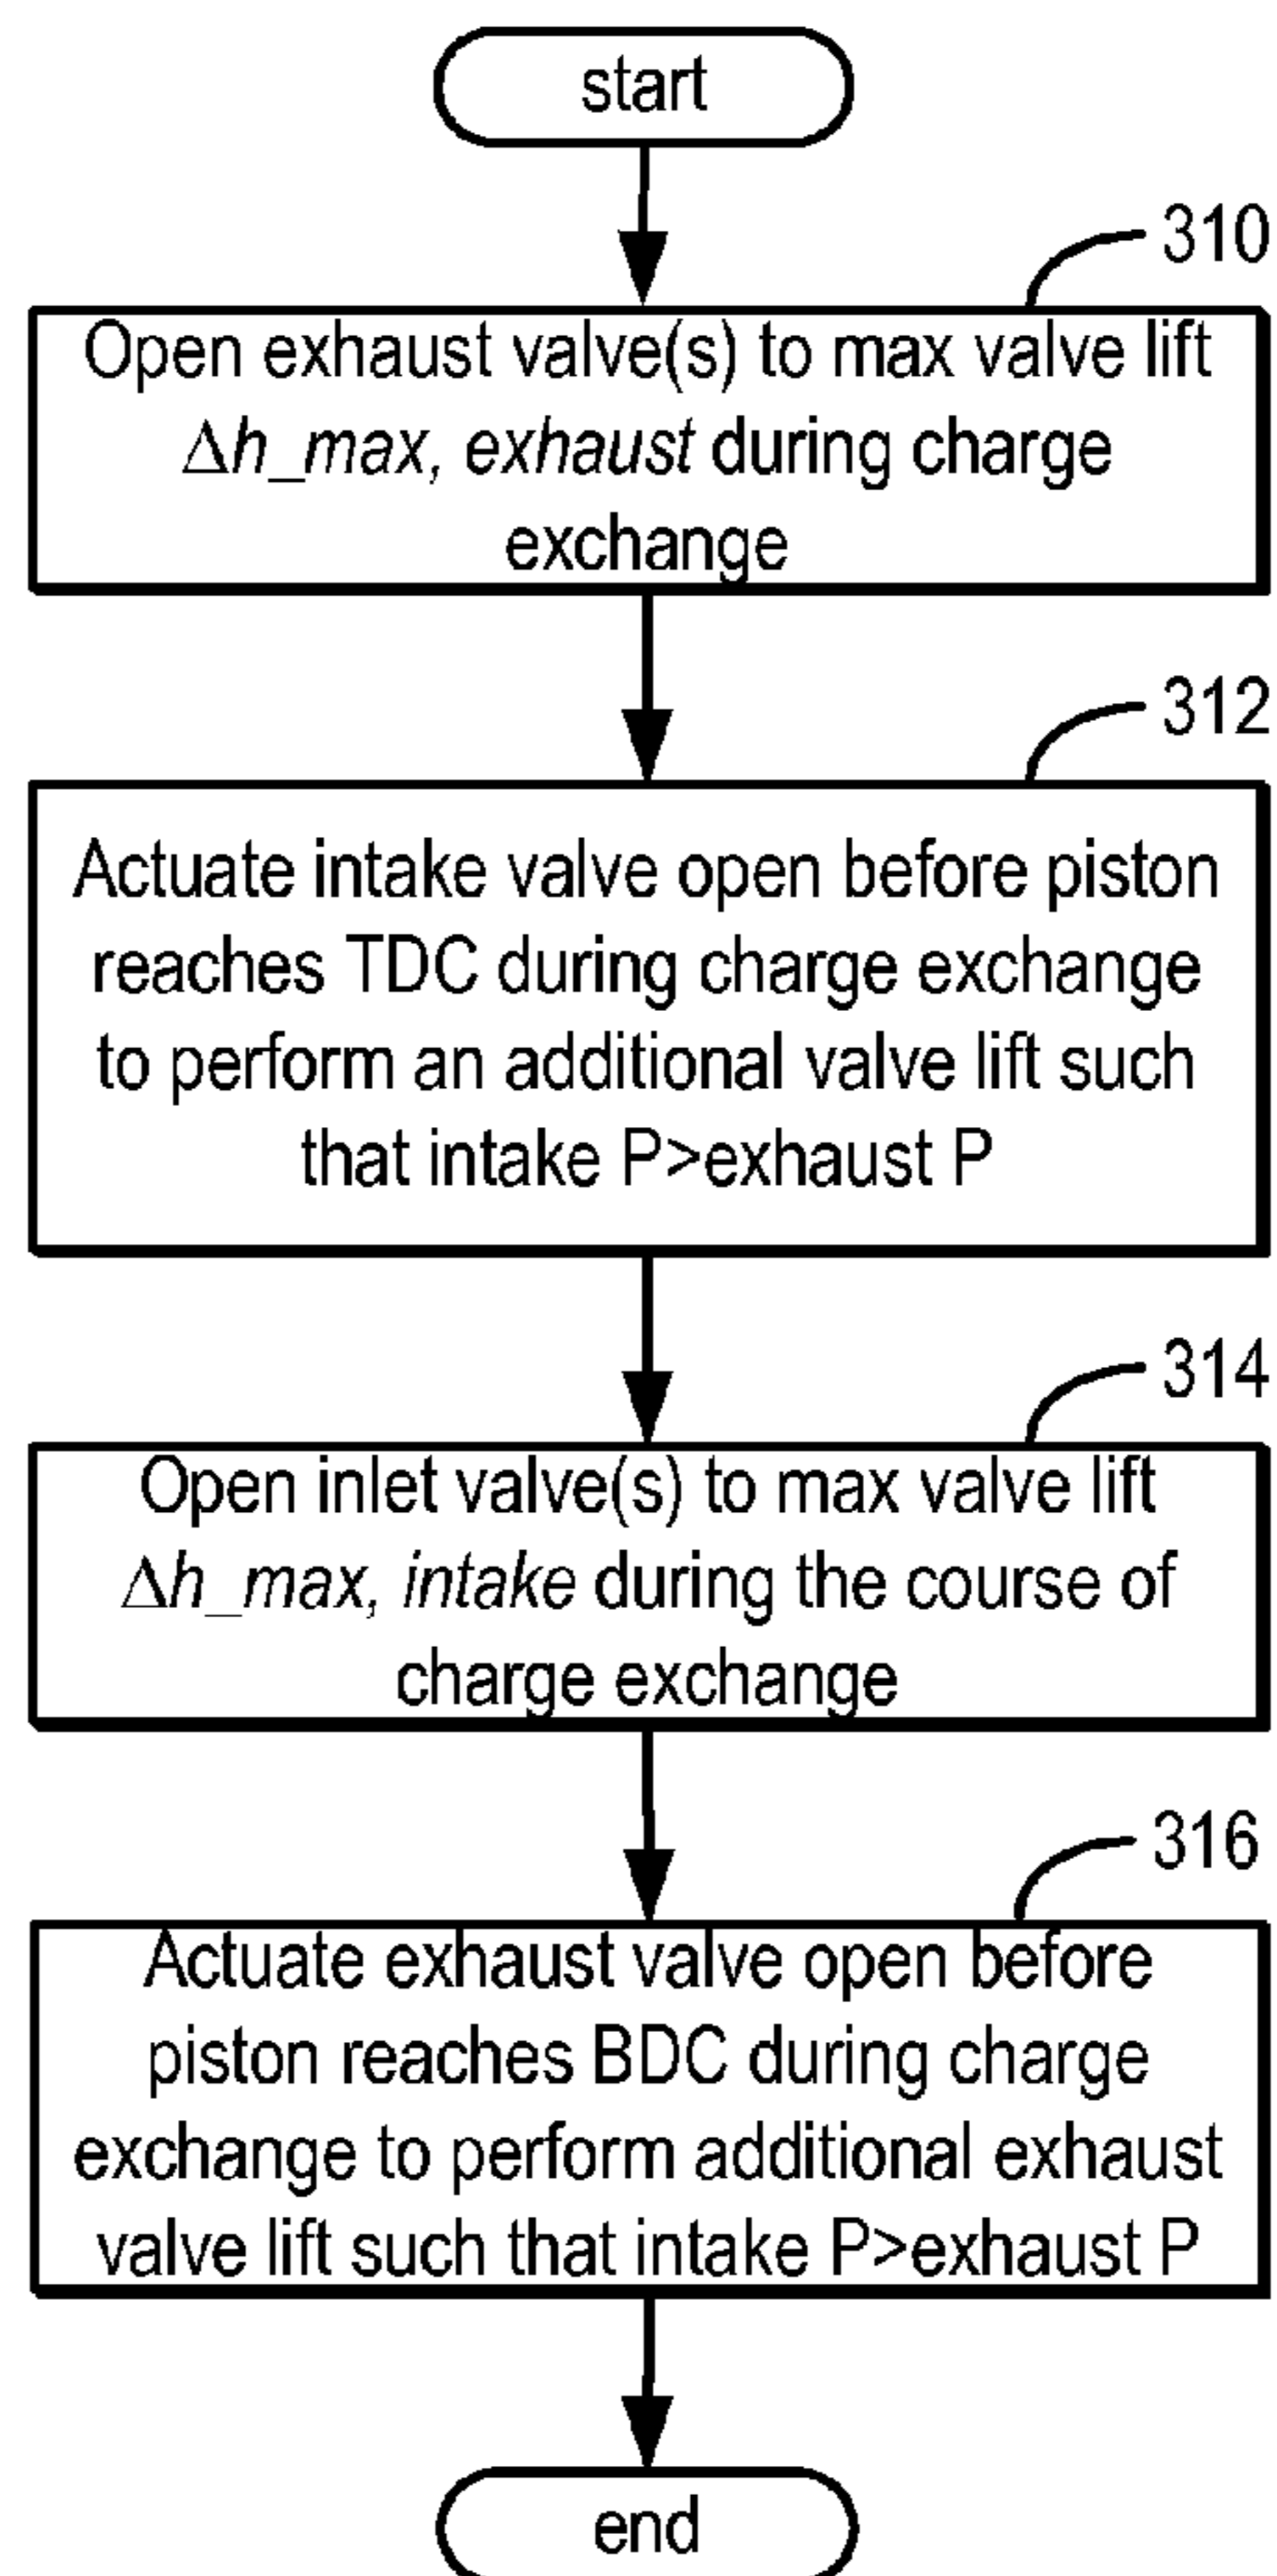 start
310
Open exhaust valve(s) to max valve lift
Δh_max, exhaust during charge
exchange
312
Actuate intake valve open before piston
reaches TDC during charge exchange
to perform an additional valve lift such
that intake P>exhaust P
314
Open inlet valve(s) to max valve lift
Δh_max, intake during the course of
charge exchange
316
Actuate exhaust valve open before
piston reaches BDC during charge
exchange to perform additional exhaust
valve lift such that intake P>exhaust P
end